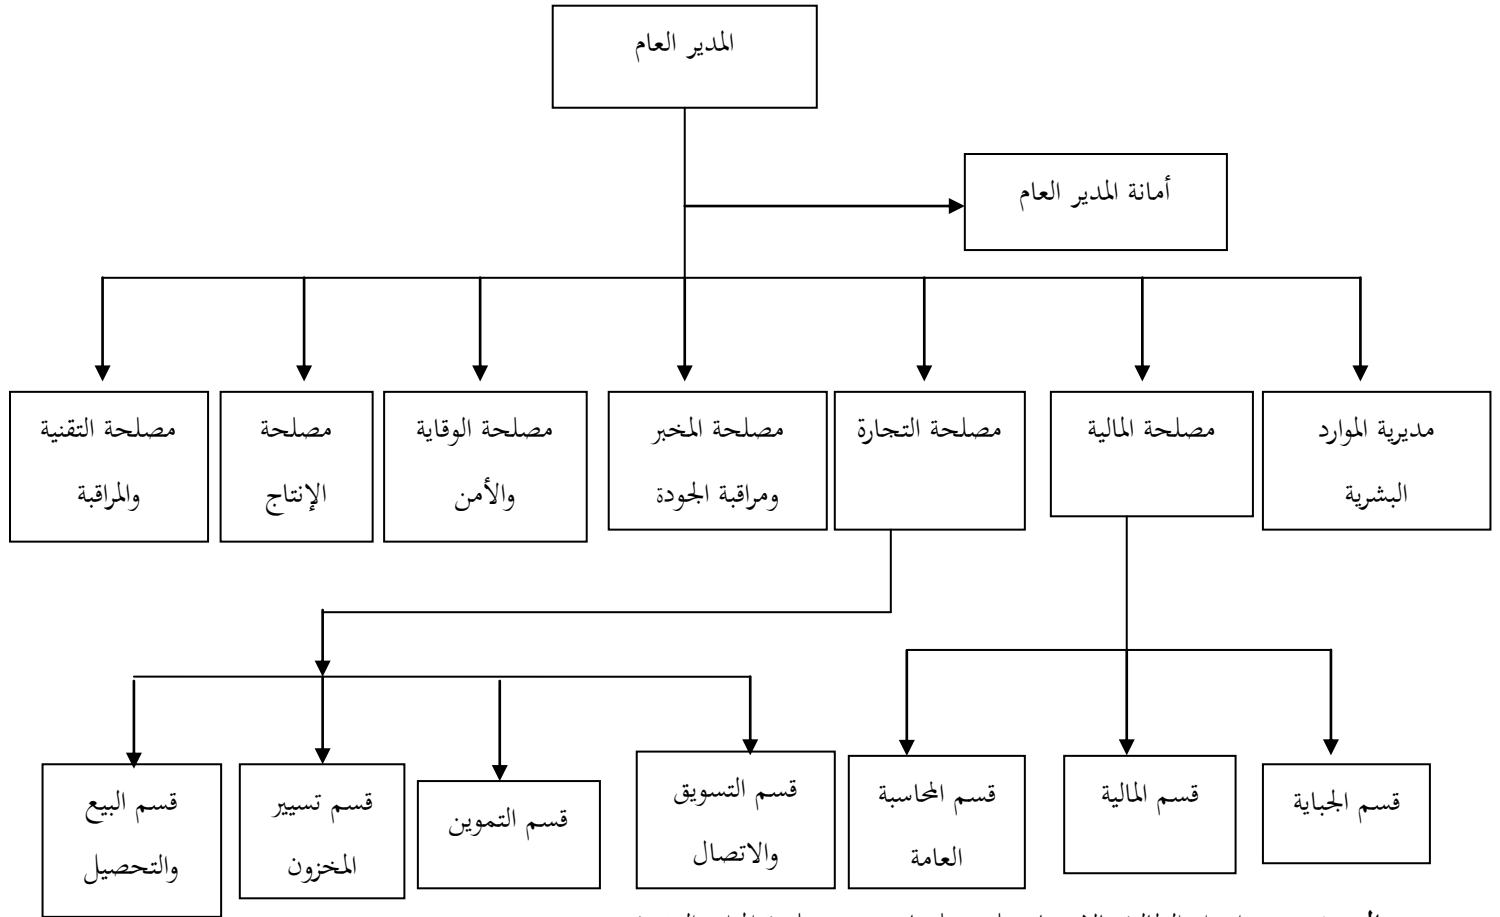 المدير العام
أمانة المدير العام
مديرية الموارد
البشرية
مصلحة المالية
مصلحة التجارة
مصلحة المخبر
ومراقبة الجودة
مصلحة الوقاية
والأمن
مصلحة
الإنتاج
مصلحة التقنية
والمراقبة
قسم الجباية
قسم المالية
قسم المحاسبة
العامة
قسم التسويق
والاتصال
قسم التموين
قسم تسيير
المخزون
قسم البيع
والتحصيل